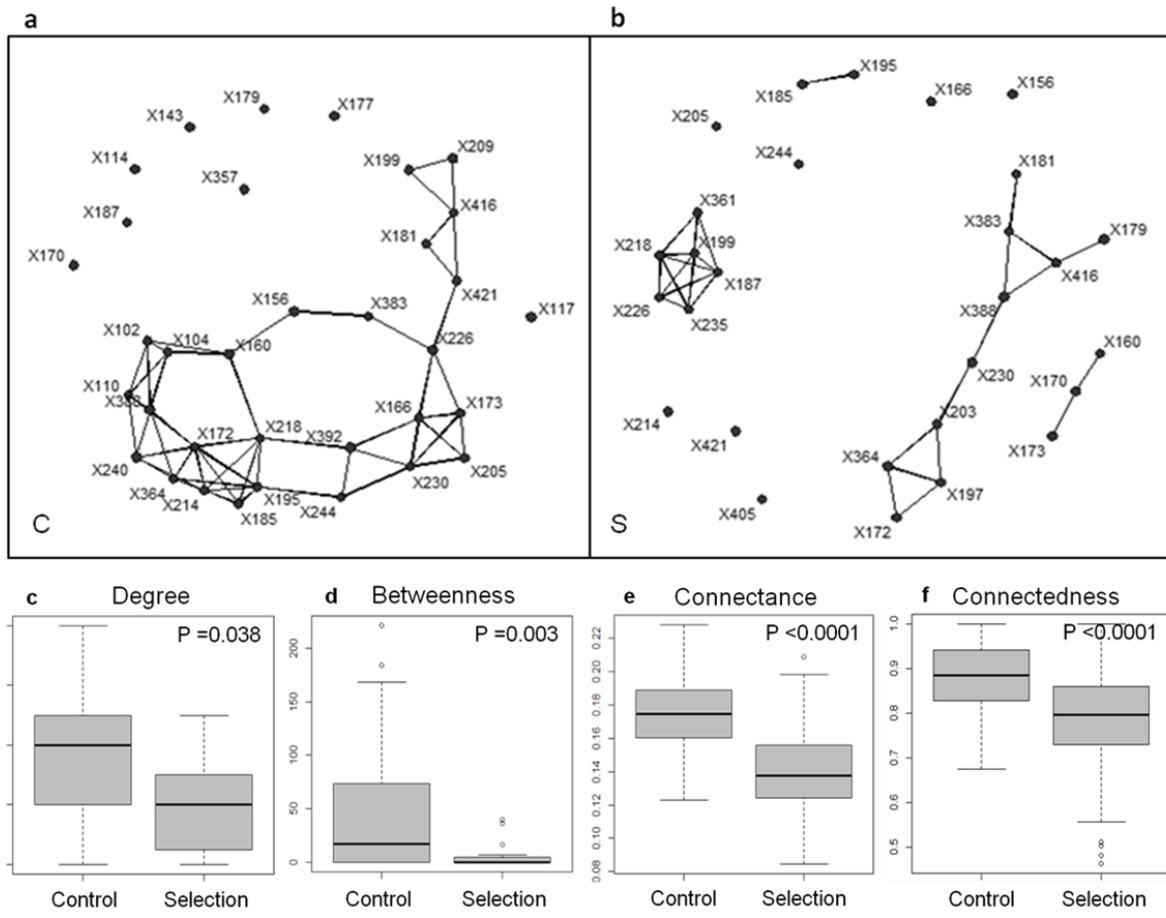 a
b
X179
X177
X143
X114
X357
X187
X170
X199
X209
X416
X181
X421
X117
X156
X383
X226
X102
X104
X160
X110
X388
X166
X173
X172
X218
X392
X240
X205
X364
X214
X195
X230
X185
X244
C
X195
X185
X166
X156
X205
X244
X181
X361
X383
X179
X218
X199
X416
X187
X388
X226
X235
X160
X230
X170
X214
X203
X173
X421
X364
X197
X405
X172
S
c Degree
P =0.038
Control Selection
d Betweenness
P =0.003
200
150
100
50
0
Control Selection
e Connectance
P <0.0001
0.22
0.20
0.18
0.16
0.14
0.12
0.10
0.08
Control Selection
f Connectedness
P <0.0001
1.0
0.9
0.8
0.7
0.6
0.5
Control Selection